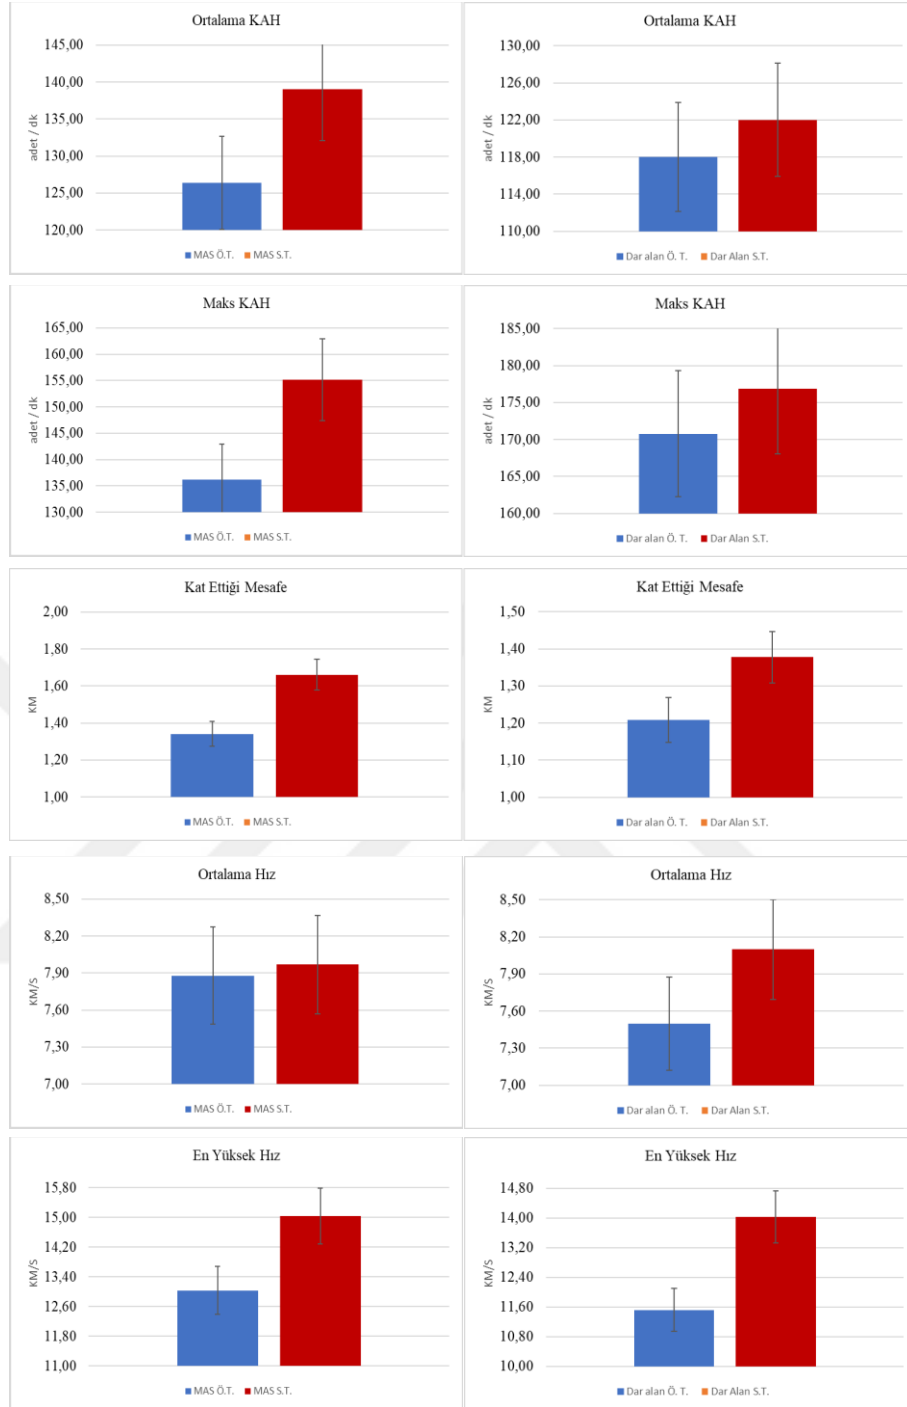 Ortalama KAH
145,00
140,00
135,00
130,00
125,00
120,00
adet / dk
MAS Ö.T. MAS S.T.
Ortalama KAH
130,00
126,00
122,00
118,00
114,00
110,00
adet / dk
Dar alan Ö. T. Dar Alan S.T.
Maks KAH
165,00
160,00
155,00
150,00
145,00
140,00
135,00
130,00
adet / dk
MAS Ö.T. MAS S.T.
Maks KAH
185,00
180,00
175,00
170,00
165,00
160,00
adet / dk
Dar alan Ö. T. Dar Alan S.T.
Kat Ettiği Mesafe
2,00
1,80
1,60
1,40
1,20
1,00
KM
MAS Ö.T. MAS S.T.
Kat Ettiği Mesafe
1,50
1,40
1,30
1,20
1,10
1,00
KM
Dar alan Ö. T. Dar Alan S.T.
Ortalama Hız
8,50
8,20
7,90
7,60
7,30
7,00
KM/S
MAS Ö.T. MAS S.T.
Ortalama Hız
8,50
8,20
7,90
7,60
7,30
7,00
KM/S
Dar alan Ö. T. Dar Alan S.T.
En Yüksek Hız
15,80
15,00
14,20
13,40
12,60
11,80
11,00
KM/S
MAS Ö.T. MAS S.T.
En Yüksek Hız
14,80
14,00
13,20
12,40
11,60
10,80
10,00
KM/S
Dar alan Ö. T. Dar Alan S.T.